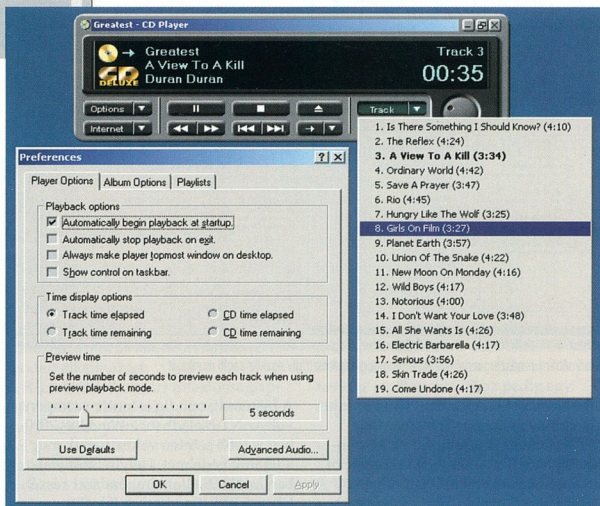 Greatest - CD Player
Greatest
Track 3
A View To A Kill
Duran Duran
00:35
CD
DELUXE
Options
Internet
Track
1. Is There Something I Should Know? (4:10)
2. The Reflex (4:24)
3. A View To A Kill (3:34)
4. Ordinary World (4:42)
5. Save A Prayer (3:47)
6. Rio (4:45)
7. Hungry Like The Wolf (3:25)
8. Girls On Film (3:27)
9. Planet Earth (3:57)
10. Union Of The Snake (4:22)
11. New Moon On Monday (4:16)
12. Wild Boys (4:17)
13. Notorious (4:00)
14. I Don't Want Your Love (3:48)
15. All She Wants Is (4:26)
16. Electric Barbarella (4:17)
17. Serious (3:56)
18. Skin Trade (4:26)
19. Come Undone (4:17)
Preferences
Player Options
Album Options
Playlists
Playback options
Automatically begin playback at startup.
Automatically stop playback on exit.
Always make player topmost window on desktop.
Show control on taskbar.
Time display options
Track time elapsed
CD time elapsed
Track time remaining
CD time remaining
Preview time
Set the number of seconds to preview each track when using
preview playback mode.
5 seconds
Use Defaults
Advanced Audio...
OK
Cancel
Apply